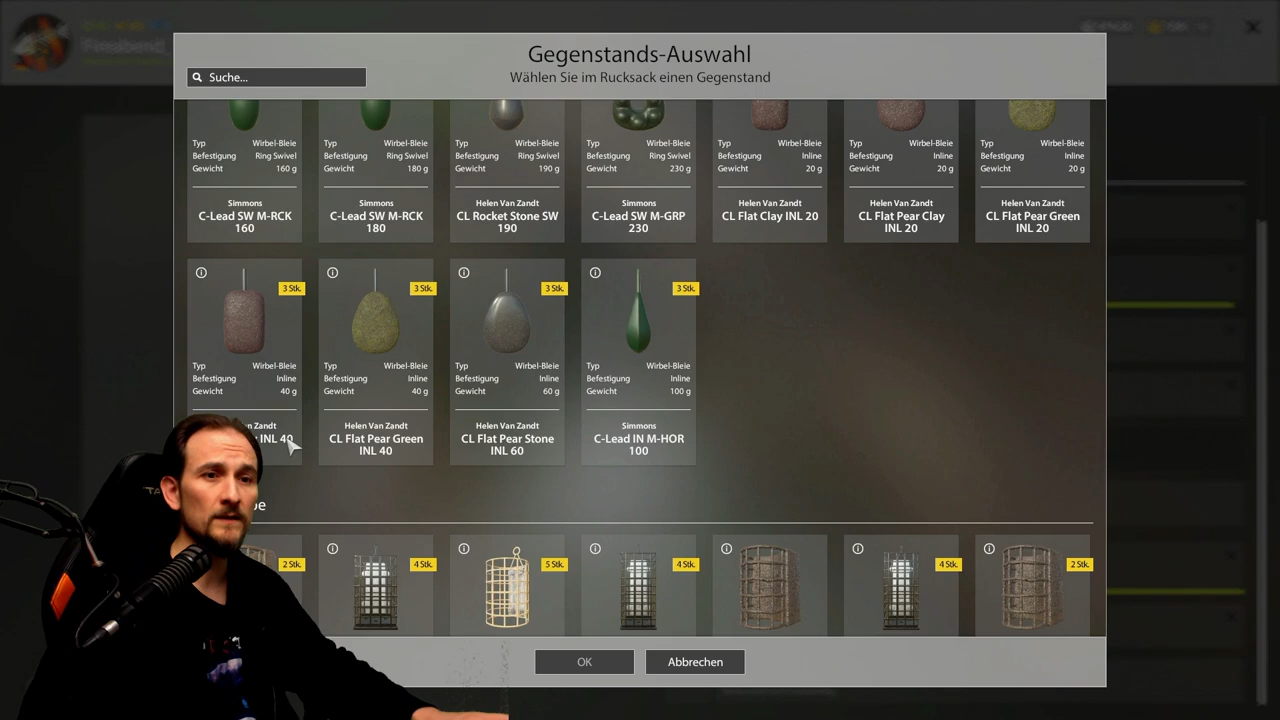 Gegenstands-Auswahl
Wählen Sie im Rucksack einen Gegenstand
Suche...
Typ Wirbel-Bleie
Befestigung Ring Swivel
Gewicht 160 g
Simmons
C-Lead SW M-RCK
160
Typ Wirbel-Bleie
Befestigung Ring Swivel
Gewicht 180 g
Simmons
C-Lead SW M-RCK
180
Typ Wirbel-Bleie
Befestigung Ring Swivel
Gewicht 190 g
Helen Van Zandt
CL Rocket Stone SW
190
Typ Wirbel-Bleie
Befestigung Ring Swivel
Gewicht 230 g
Simmons
C-Lead SW M-GRP
230
Typ Wirbel-Bleie
Befestigung Inline
Gewicht 20 g
Helen Van Zandt
CL Flat Clay INL 20
Typ Wirbel-Bleie
Befestigung Inline
Gewicht 20 g
Helen Van Zandt
CL Flat Pear Clay
INL 20
Typ Wirbel-Bleie
Befestigung Inline
Gewicht 20 g
Helen Van Zandt
CL Flat Pear Green
INL 20
3 Stk.
Typ Wirbel-Bleie
Befestigung Inline
Gewicht 40 g
Zandt
INL 40
3 Stk.
Typ Wirbel-Bleie
Befestigung Inline
Gewicht 40 g
Helen Van Zandt
CL Flat Pear Green
INL 40
3 Stk.
Typ Wirbel-Bleie
Befestigung Inline
Gewicht 60 g
Helen Van Zandt
CL Flat Pear Stone
INL 60
3 Stk.
Typ Wirbel-Bleie
Befestigung Inline
Gewicht 100 g
Simmons
C-Lead IN M-HOR
100
2 Stk.
4 Stk.
5 Stk.
4 Stk.
4 Stk.
2 Stk.
OK
Abbrechen